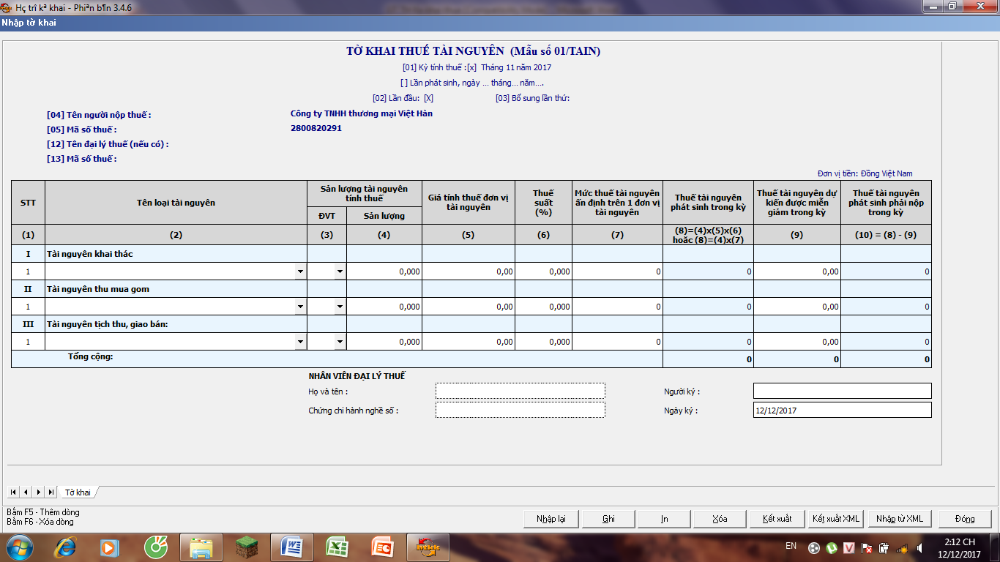 Hç trî kª khai - Phiªn b¶n 3.4.6
Nhập tờ khai
TỜ KHAI THUẾ TÀI NGUYÊN (Mẫu số 01/TAIN)
[01] Kỳ tính thuế :[x] Tháng 11 năm 2017
[ ] Lần phát sinh, ngày ... tháng... năm....
[02] Lần đầu: [X] [03] Bổ sung lần thứ:
[04] Tên người nộp thuế : Công ty TNHH thương mại Việt Hàn
[05] Mã số thuế : 2800820291
[12] Tên đại lý thuế (nếu có) :
[13] Mã số thuế :
Đơn vị tiền: Đồng Việt Nam
STT
Tên loại tài nguyên
Sản lượng tài nguyên
tính thuế
ĐVT
Sản lượng
Giá tính thuế đơn vị
tài nguyên
Thuế
suất
(%)
Mức thuế tài nguyên
ấn định trên 1 đơn vị
tài nguyên
Thuế tài nguyên
phát sinh trong kỳ
Thuế tài nguyên dự
kiến được miễn
giảm trong kỳ
Thuế tài nguyên
phát sinh phải nộp
trong kỳ
(1) (2) (3) (4) (5) (6) (7) (8)=(4)x(5)x(6)
hoặc (8)=(4)x(7) (9) (10) = (8) - (9)
I Tài nguyên khai thác
1 0,000 0,00 0,000 0 0 0,00 0
II Tài nguyên thu mua gom
1 0,000 0,00 0,000 0 0 0,00 0
III Tài nguyên tịch thu, giao bán:
1 0,000 0,00 0,000 0 0 0,00 0
Tổng cộng: 0 0 0
NHÂN VIÊN ĐẠI LÝ THUẾ
Họ và tên : Người ký :
Chứng chỉ hành nghề số : Ngày ký : 12/12/2017
Tờ khai
Bấm F5 - Thêm dòng
Bấm F6 - Xóa dòng
Nhập lại Ghi In Xóa Kết xuất Kết xuất XML Nhập từ XML Đóng
EN 2:12 CH
12/12/2017